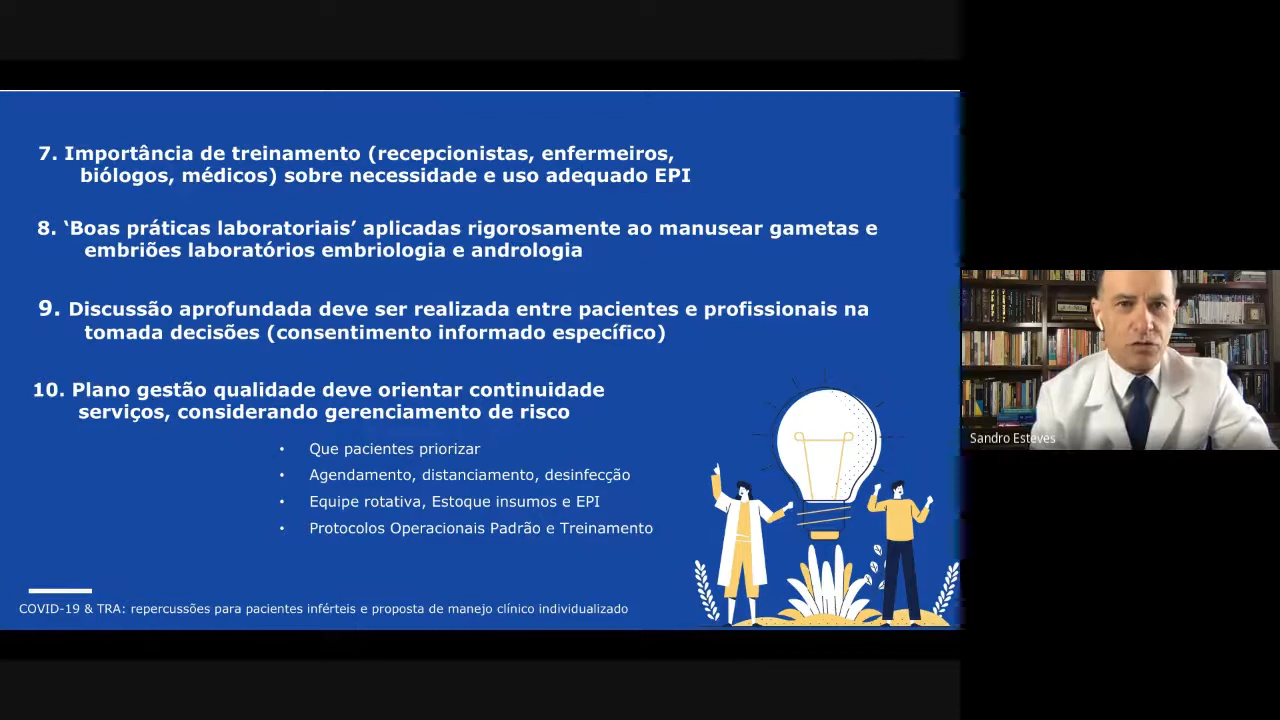 7. Importância de treinamento (recepcionistas, enfermeiros,
biólogos, médicos) sobre necessidade e uso adequado EPI
8. ‘Boas práticas laboratoriais’ aplicadas rigorosamente ao manusear gametas e
embriões laboratórios embriologia e andrologia
9. Discussão aprofundada deve ser realizada entre pacientes e profissionais na
tomada decisões (consentimento informado específico)
10. Plano gestão qualidade deve orientar continuidade
serviços, considerando gerenciamento de risco
• Que pacientes priorizar
• Agendamento, distanciamento, desinfecção
• Equipe rotativa, Estoque insumos e EPI
• Protocolos Operacionais Padrão e Treinamento
COVID-19 & TRA: repercussões para pacientes inférteis e proposta de manejo clínico individualizado
Sandro Esteves